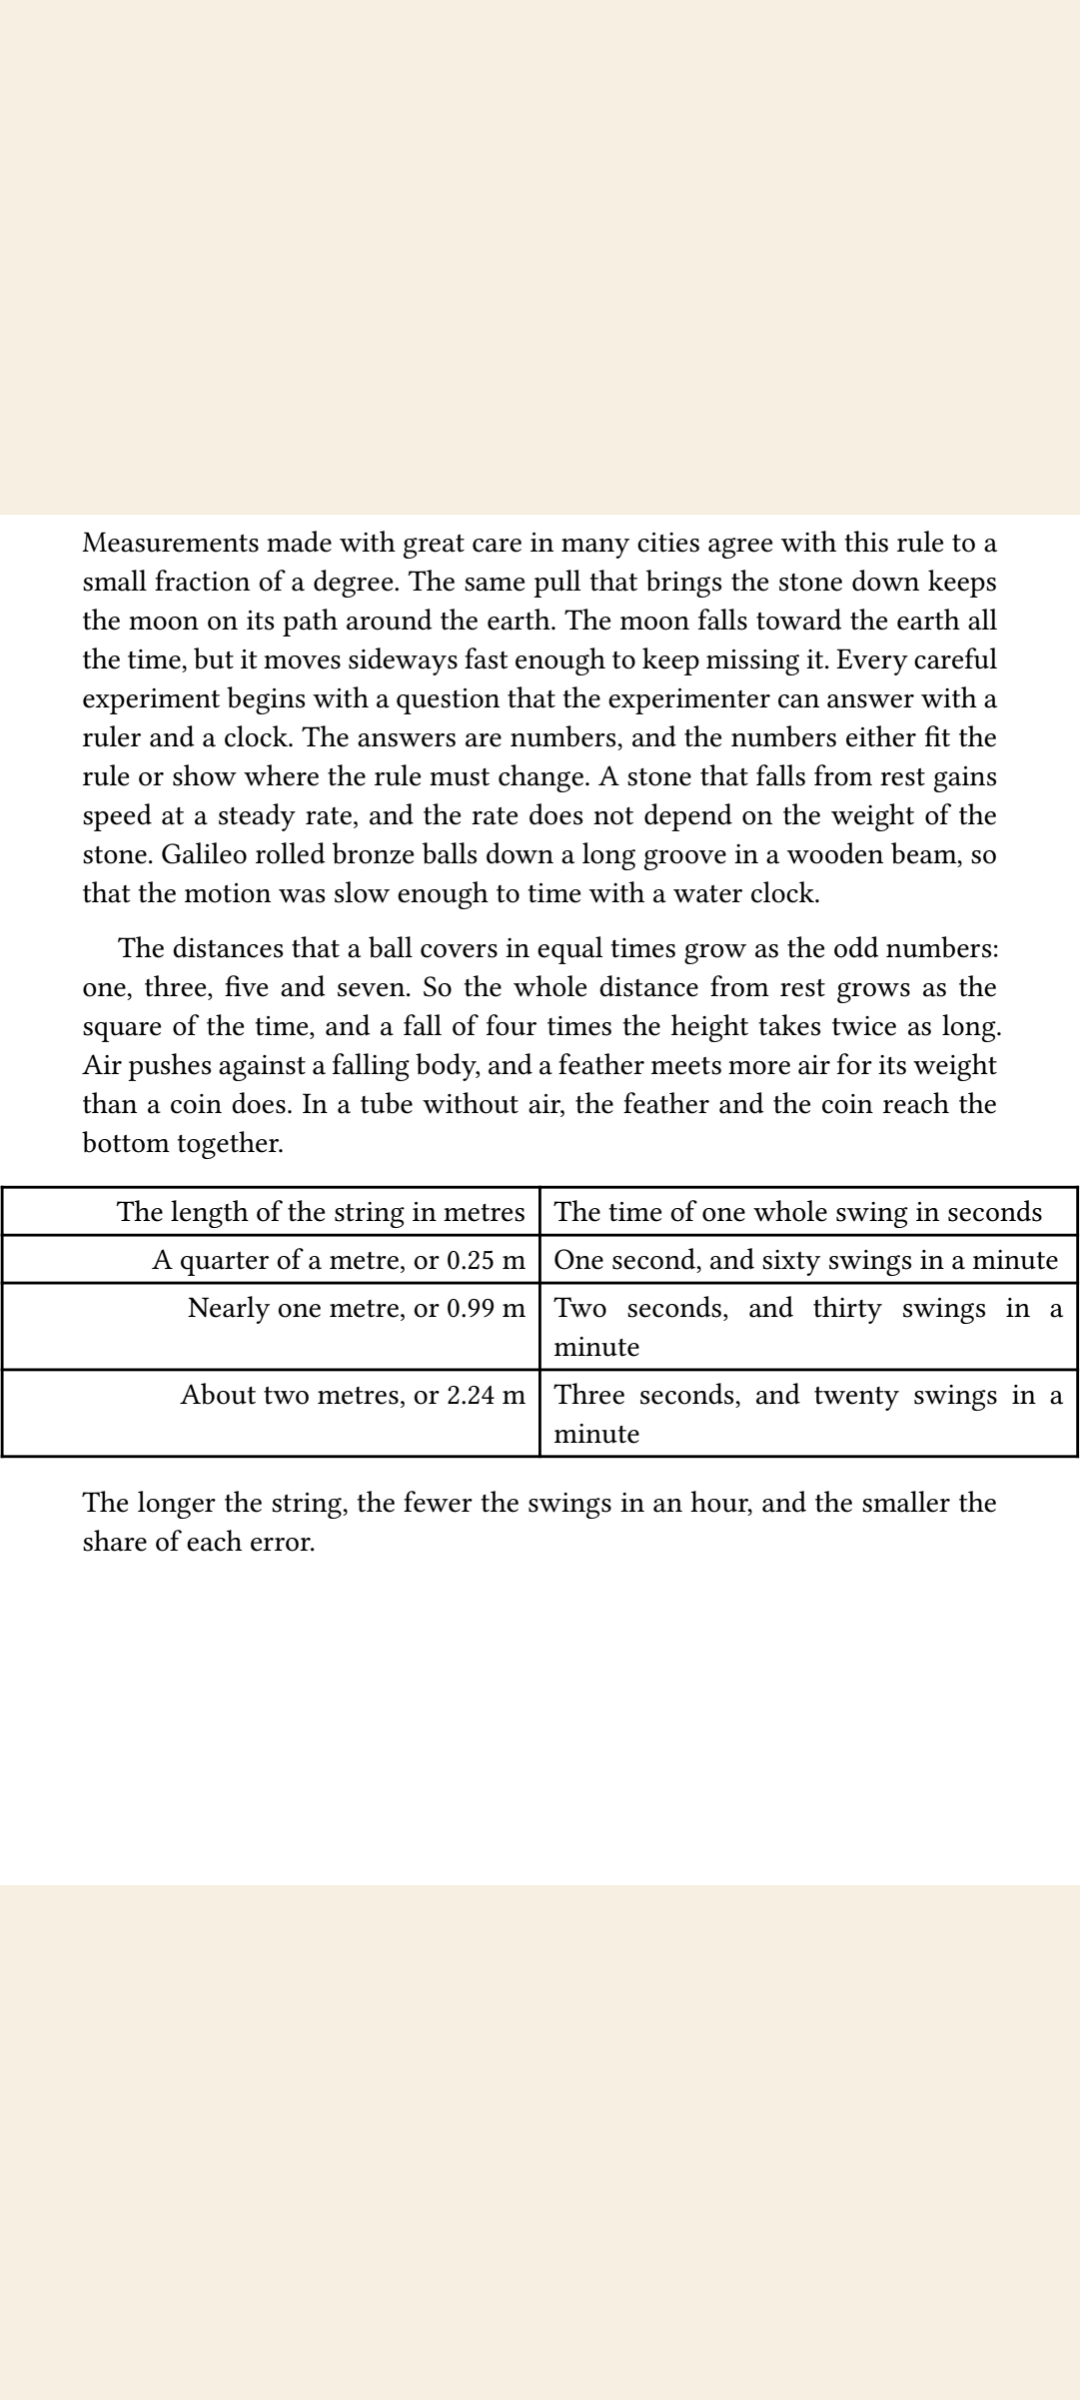 Measurements made with great care in many cities agree with this rule to a
small fraction of a degree. The same pull that brings the stone down keeps
the moon on its path around the earth. The moon falls toward the earth all
the time, but it moves sideways fast enough to keep missing it. Every careful
experiment begins with a question that the experimenter can answer with a
ruler and a clock. The answers are numbers, and the numbers either fit the
rule or show where the rule must change. A stone that falls from rest gains
speed at a steady rate, and the rate does not depend on the weight of the
stone. Galileo rolled bronze balls down a long groove in a wooden beam, so
that the motion was slow enough to time with a water clock.
The distances that a ball covers in equal times grow as the odd numbers:
one, three, five and seven. So the whole distance from rest grows as the
square of the time, and a fall of four times the height takes twice as long.
Air pushes against a falling body, and a feather meets more air for its weight
than a coin does. In a tube without air, the feather and the coin reach the
bottom together.
The length of the string in metres
The time of one whole swing in seconds
A quarter of a metre, or 0.25 m
One second, and sixty swings in a minute
Nearly one metre, or 0.99 m
Two seconds, and thirty swings in a
minute
About two metres, or 2.24 m
Three seconds, and twenty swings in a
minute
The longer the string, the fewer the swings in an hour, and the smaller the
share of each error.